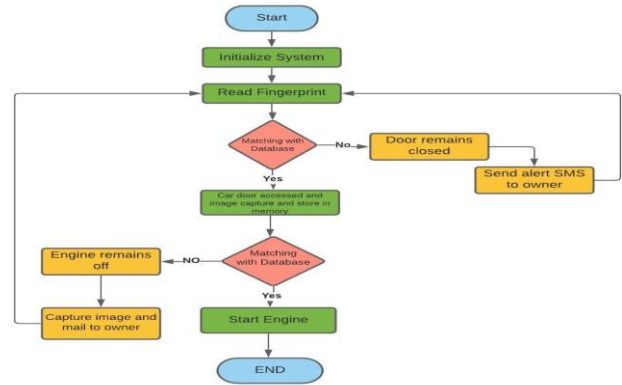 Start
Initialize System
Read Fingerprint
Matching with
Database
No
Door remains
closed
Send alert SMS
to owner
Yes
Car door accessed and
image capture and store in
memory
Matching
with Database
NO
Engine remains
off
Capture image and
mail to owner
Yes
Start Engine
END